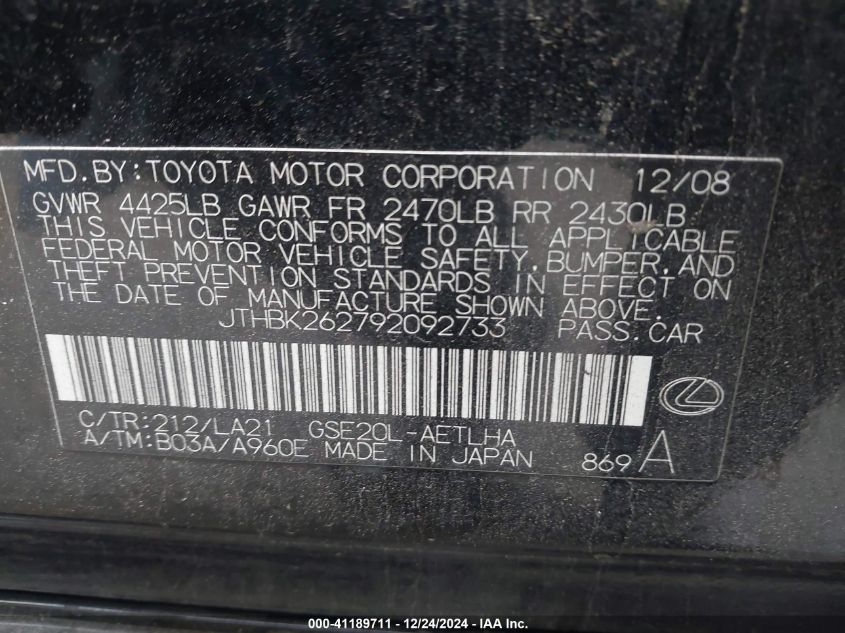 MFD.BY:TOYOTA MOTOR CORPORATION 12/08
GVWR 4425LB GAWR FR 2470LB RR 2430LB
THIS VEHICLE CONFORMS TO ALL APPLICABLE
FEDERAL MOTOR VEHICLE SAFETY,BUMPER,AND
THEFT PREVENTION STANDARDS IN EFFECT ON
THE DATE OF MANUFACTURE SHOWN ABOVE.
JTHBK262792092733 PASS.CAR
C/TR:212/LA21 GSE20L-AETLHA
A/TM:B03A/A960E MADE IN JAPAN 869 A
000-41189711 - 12/24/2024 - IAA Inc.